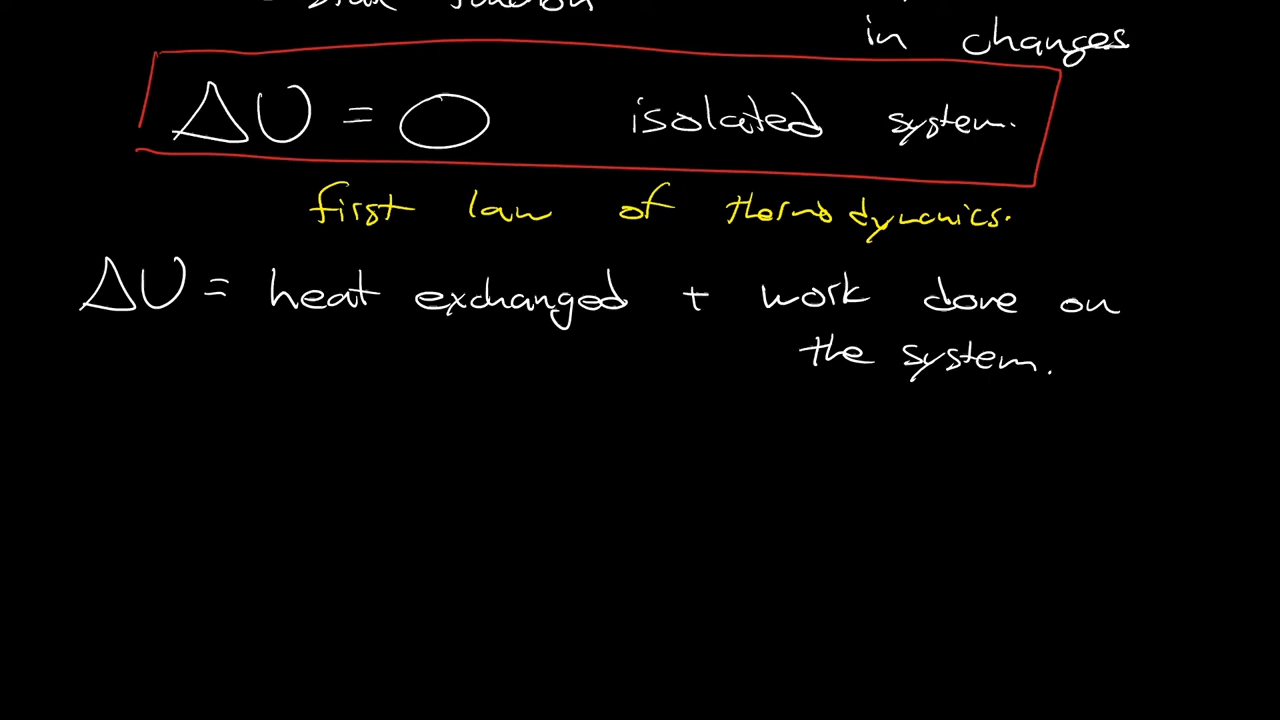 in changes
ΔU = 0 isolated system.
first law of thermodynamics.
ΔU = heat exchanged + work done on
the system.